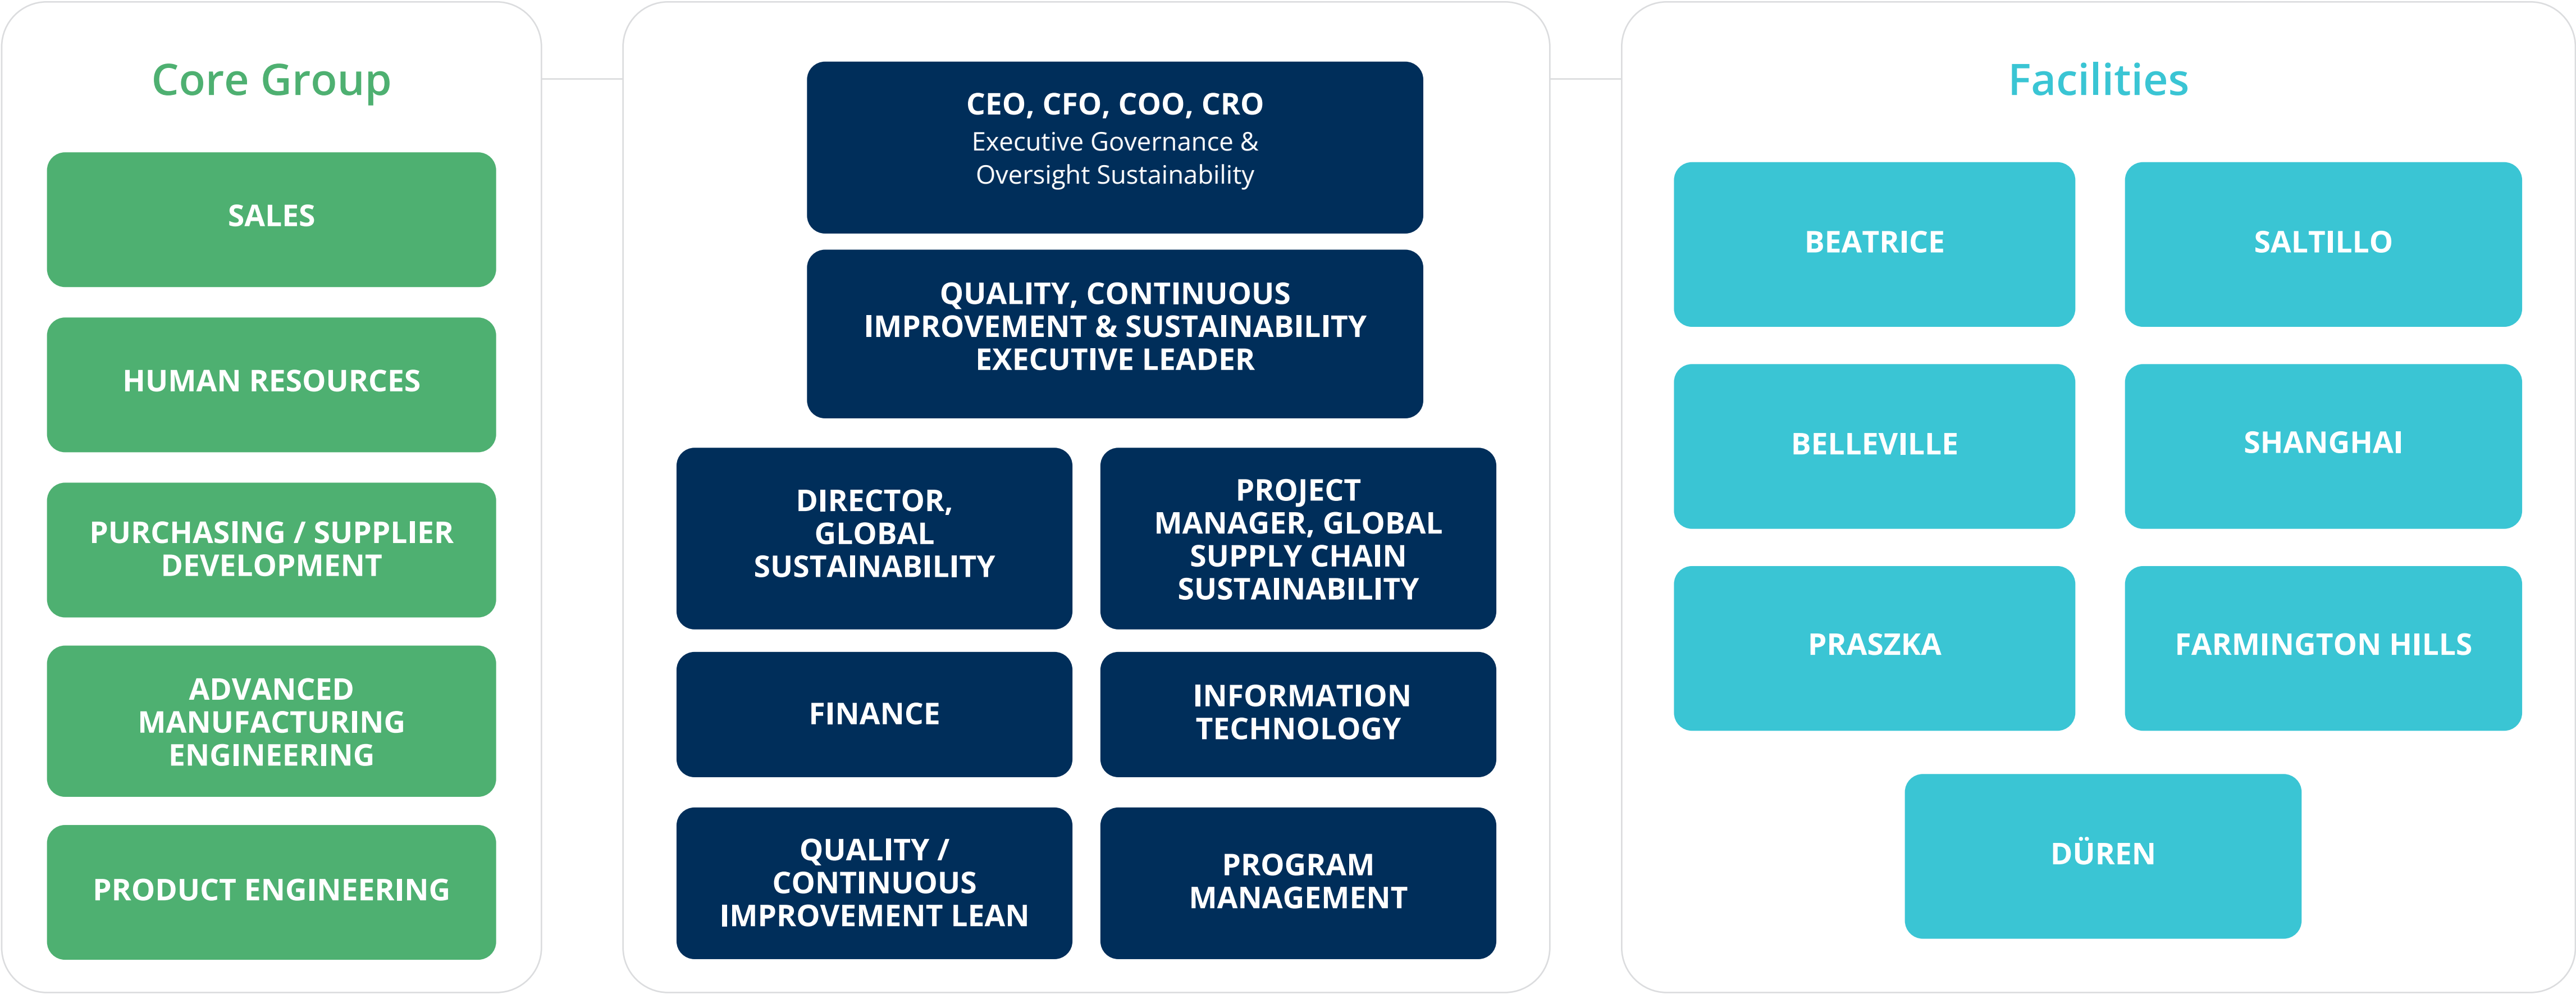 Core Group
SALES
HUMAN RESOURCES
PURCHASING / SUPPLIER
DEVELOPMENT
ADVANCED
MANUFACTURING
ENGINEERING
PRODUCT ENGINEERING
CEO, CFO, COO, CRO
Executive Governance &
Oversight Sustainability
QUALITY, CONTINUOUS
IMPROVEMENT & SUSTAINABILITY
EXECUTIVE LEADER
DIRECTOR,
GLOBAL
SUSTAINABILITY
PROJECT
MANAGER, GLOBAL
SUPPLY CHAIN
SUSTAINABILITY
FINANCE
INFORMATION
TECHNOLOGY
QUALITY /
CONTINUOUS
IMPROVEMENT LEAN
PROGRAM
MANAGEMENT
Facilities
BEATRICE
SALTILLO
BELLEVILLE
SHANGHAI
PRASZKA
FARMINGTON HILLS
DÜREN